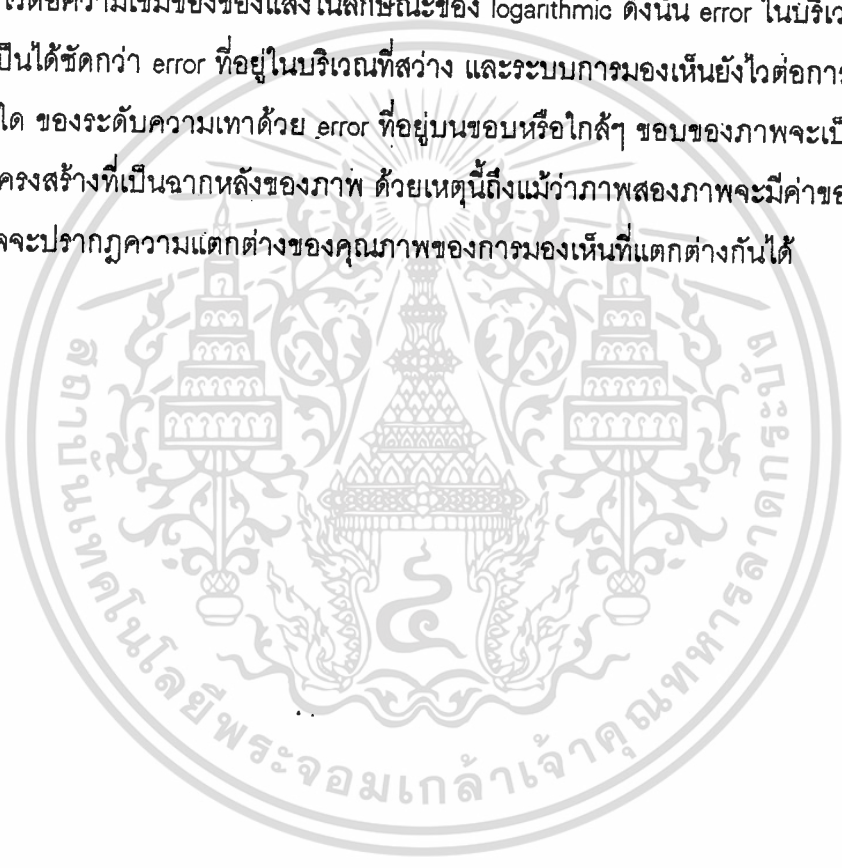 ไวต่อความเข้มของของแสงในลักษณะของ logarithmic ดังนั้น error ในบริเว
ป็นได้ชัดกว่า error ที่อยู่ในบริเวณที่สว่าง และระบบการมองเห็นยังไวต่อการ
ใด ของระดับความเทาด้วย error ที่อยู่บนขอบหรือใกล้ๆ ขอบของภาพจะเป็
ครงสร้างที่เป็นฉากหลังของภาพ ด้วยเหตุนี้ถึงแม้ว่าภาพสองภาพจะมีค่าขอ
จจะปรากฏความแตกต่างของคุณภาพของการมองเห็นที่แตกต่างกันได้
สถาบันเทคโนโลยีพระจอมเกล้าเจ้าคุณทหารลาดกระบัง